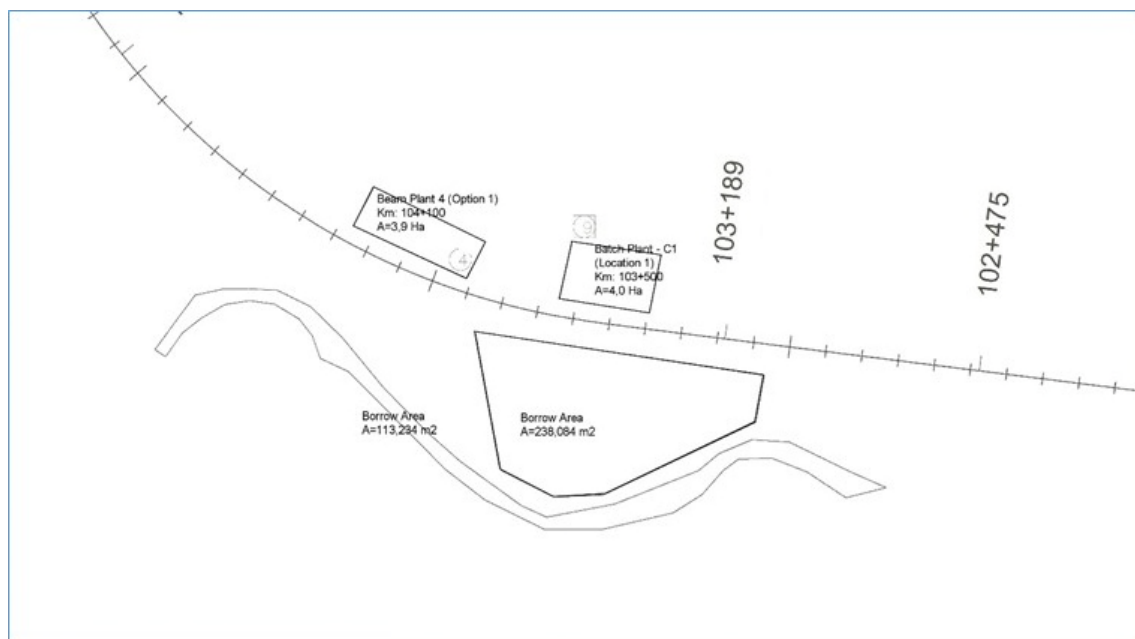 Beam Plant 4 (Option 1)
Km: 104+100
A=3,9 Ha
4
9
Batch Plant - C1
(Location 1)
Km: 103+500
A=4,0 Ha
103+189
102+475
Borrow Area
A=113,234 m2
Borrow Area
A=238,084 m2